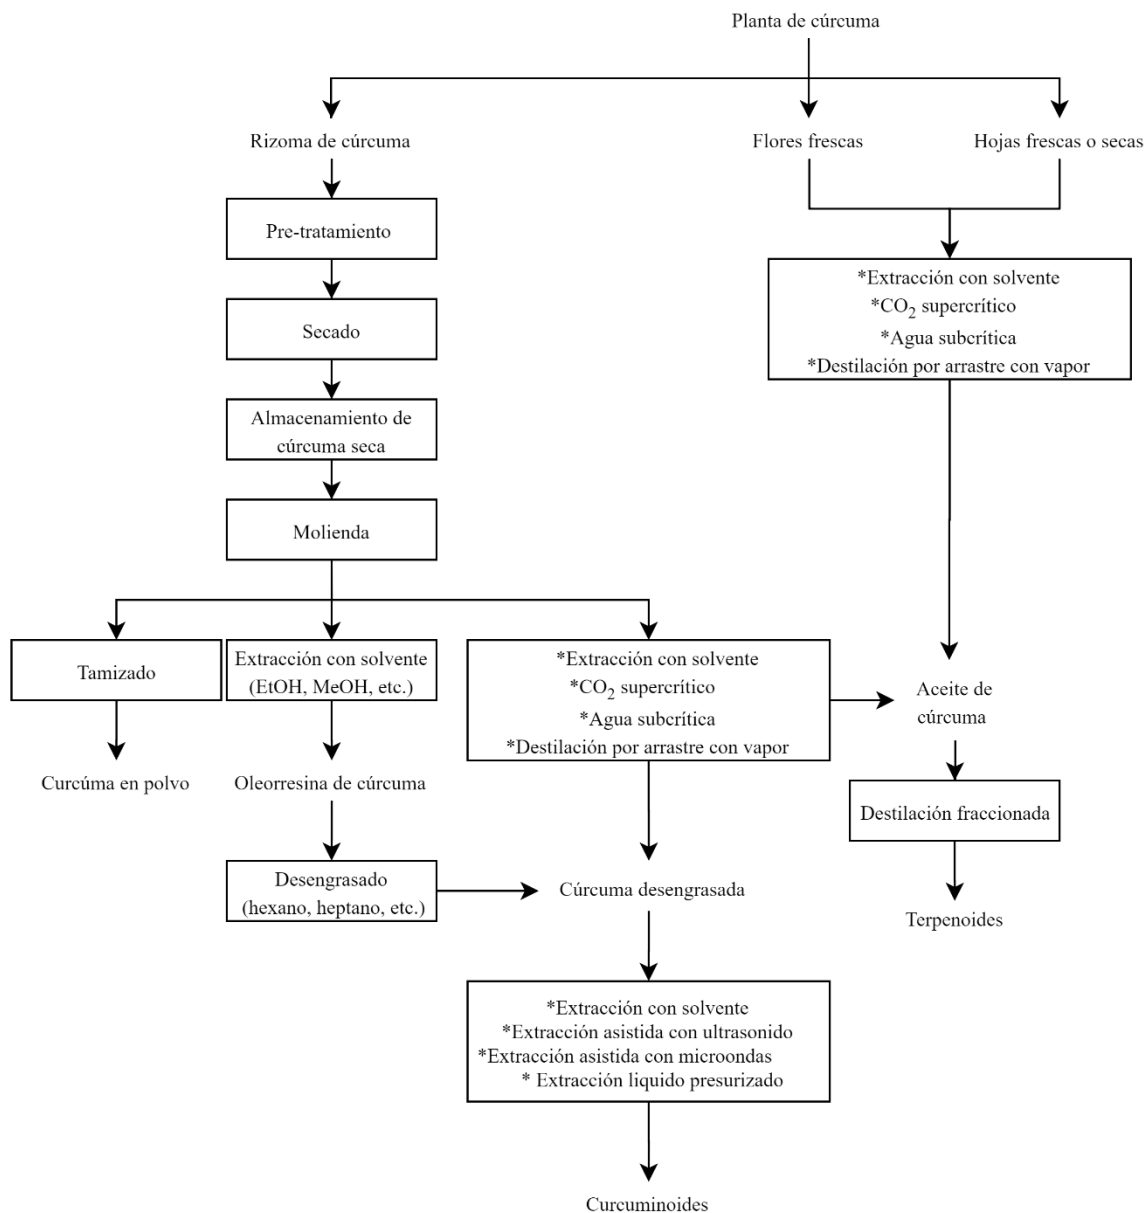 Planta de cúrcuma
Rizoma de cúrcuma
Flores frescas
Hojas frescas o secas
Pre-tratamiento
*Extracción con solvente
*CO2 supercrítico
*Agua subcrítica
*Destilación por arrastre con vapor
Secado
Almacenamiento de
cúrcuma seca
Molienda
Tamizado
Extracción con solvente
(EtOH, MeOH, etc.)
*Extracción con solvente
*CO2 supercrítico
*Agua subcrítica
*Destilación por arrastre con vapor
Aceite de
cúrcuma
Curcúma en polvo
Oleorresina de cúrcuma
Destilación fraccionada
Desengrasado
(hexano, heptano, etc.)
Cúrcuma desengrasada
Terpenoides
*Extracción con solvente
*Extracción asistida con ultrasonido
*Extracción asistida con microondas
* Extracción liquido presurizado
Curcuminoides